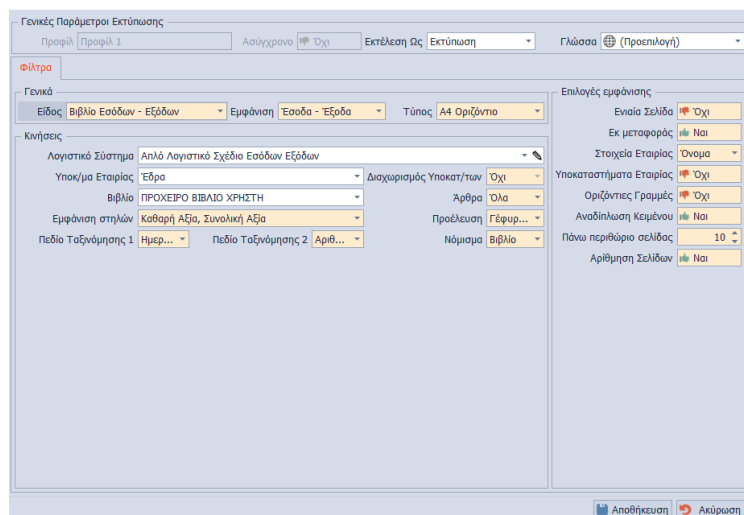 Γενικές Παράμετροι Εκτύπωσης
Προφίλ Προφίλ 1 Ασύγχρονο Όχι Εκτέλεση Ως Εκτύπωση Γλώσσα (Προεπιλογή)
Φίλτρα
Γενικά
Είδος Βιβλίο Εσόδων - Εξόδων Εμφάνιση Έσοδα - Έξοδα Τύπος Α4 Οριζόντιο
Κινήσεις
Λογιστικό Σύστημα Απλό Λογιστικό Σχέδιο Εσόδων Εξόδων
Υποκ/μα Εταιρίας Έδρα Διαχωρισμός Υποκατ/των Όχι
Βιβλίο ΠΡΟΧΕΙΡΟ ΒΙΒΛΙΟ ΧΡΗΣΤΗ Άρθρα Όλα
Εμφάνιση στηλών Καθαρή Αξία, Συνολική Αξία Προέλευση Γέφυρ...
Πεδίο Ταξινόμησης 1 Ημερ... Πεδίο Ταξινόμησης 2 Αριθ... Νόμισμα Βιβλίο
Επιλογές εμφάνισης
Ενιαία Σελίδα Όχι
Εκ μεταφοράς Ναι
Στοιχεία Εταιρίας Όνομα
Υποκαταστήματα Εταιρίας Όχι
Οριζόντιες Γραμμές Όχι
Αναδίπλωση Κειμένου Ναι
Πάνω περιθώριο σελίδας 10
Αρίθμηση Σελίδων Ναι
Αποθήκευση Ακύρωση